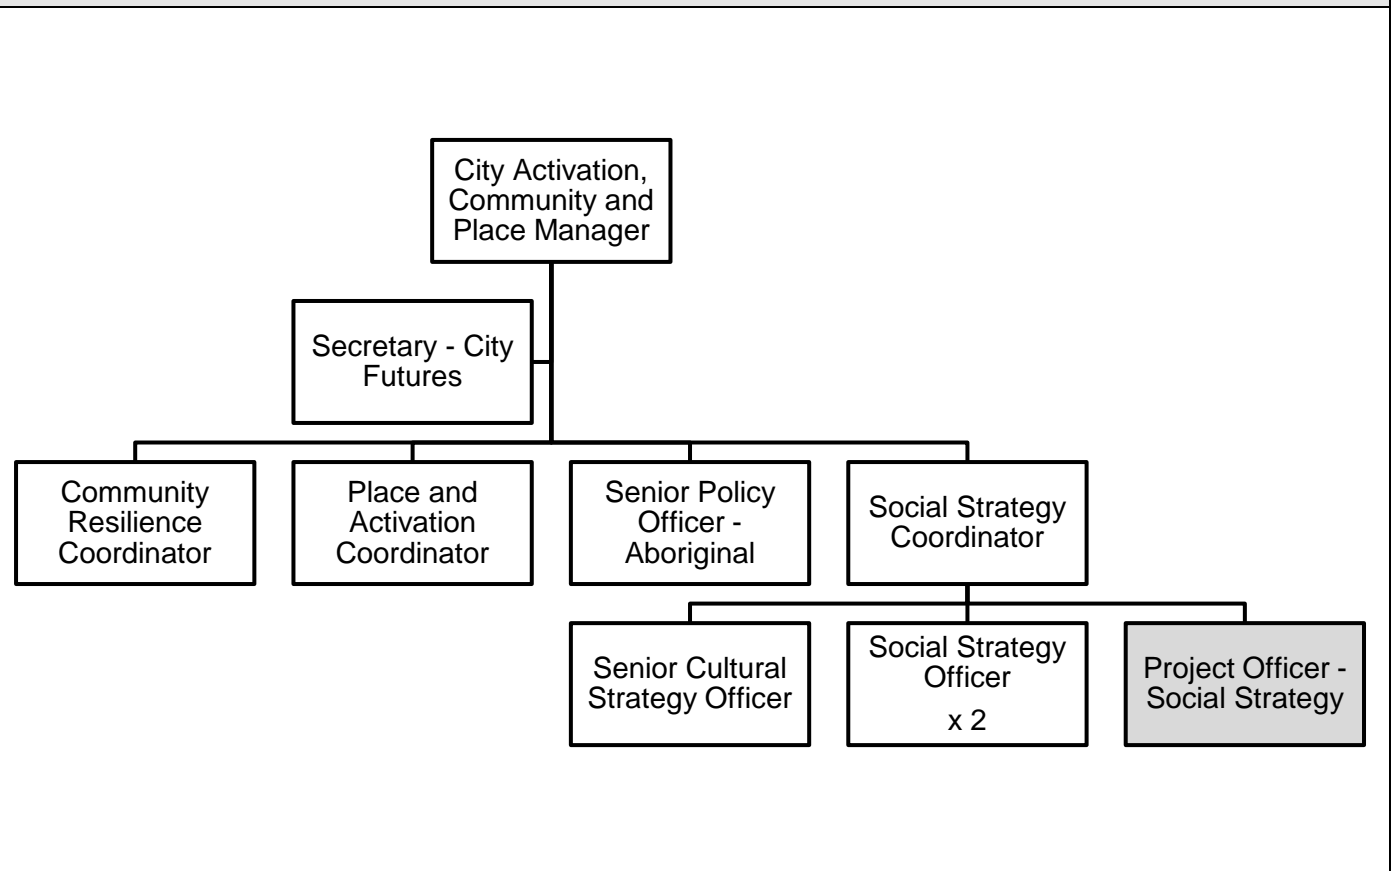 City Activation,
Community and
Place Manager
Secretary - City
Futures
Community
Resilience
Coordinator
Place and
Activation
Coordinator
Senior Policy
Officer -
Aboriginal
Social Strategy
Coordinator
Senior Cultural
Strategy Officer
Social Strategy
Officer
x 2
Project Officer -
Social Strategy